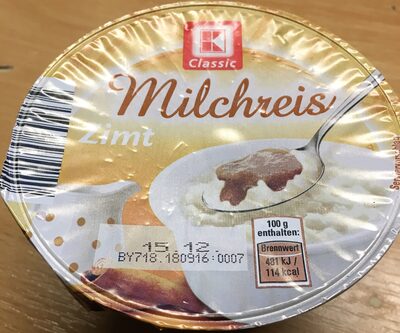 K
Classic
Milchreis
Zimt
100 g
enthalten:
Brennwert
481 kJ /
114 kcal
15.12.
BY718.180916:0007